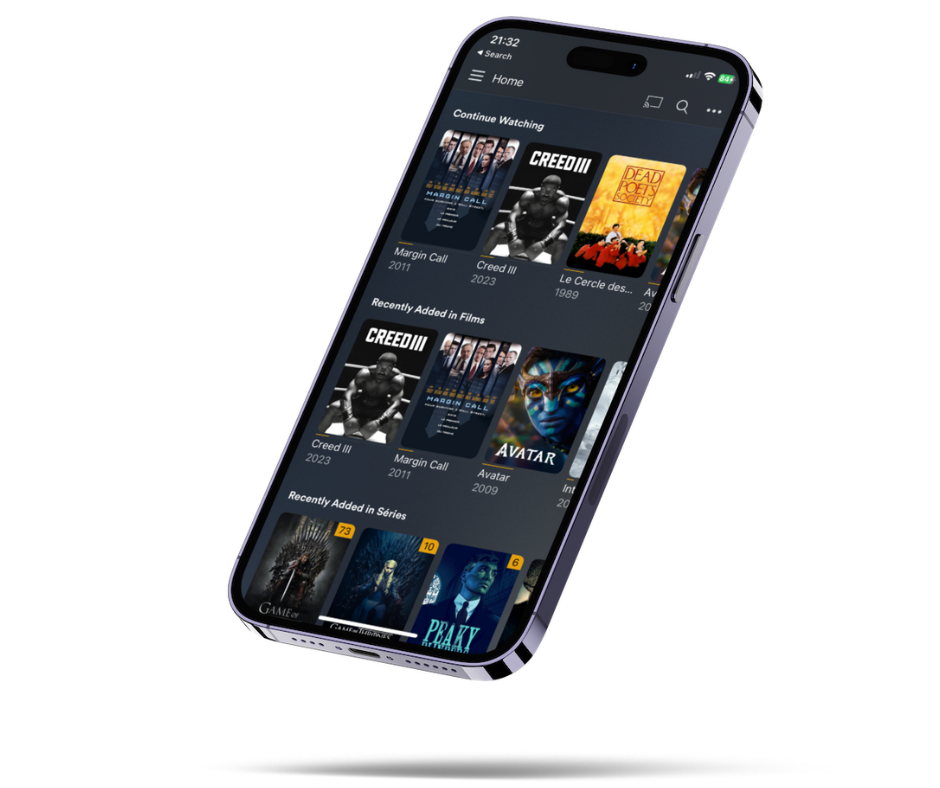 21:32
◀ Search
84+
Home
Continue Watching
MARGIN CALL
CREED III
DEAD
POETS
SOCIETY
Margin Call
2011
Creed III
2023
Le Cercle des...
1989
Av
20
Recently Added in Films
CREED III
MARGIN CALL
AVATAR
Creed III
2023
Margin Call
2011
Avatar
2009
Int
20
Recently Added in Séries
73
10
6
GAME OF
GAME OF THRONES
PEAKY
BLINDERS